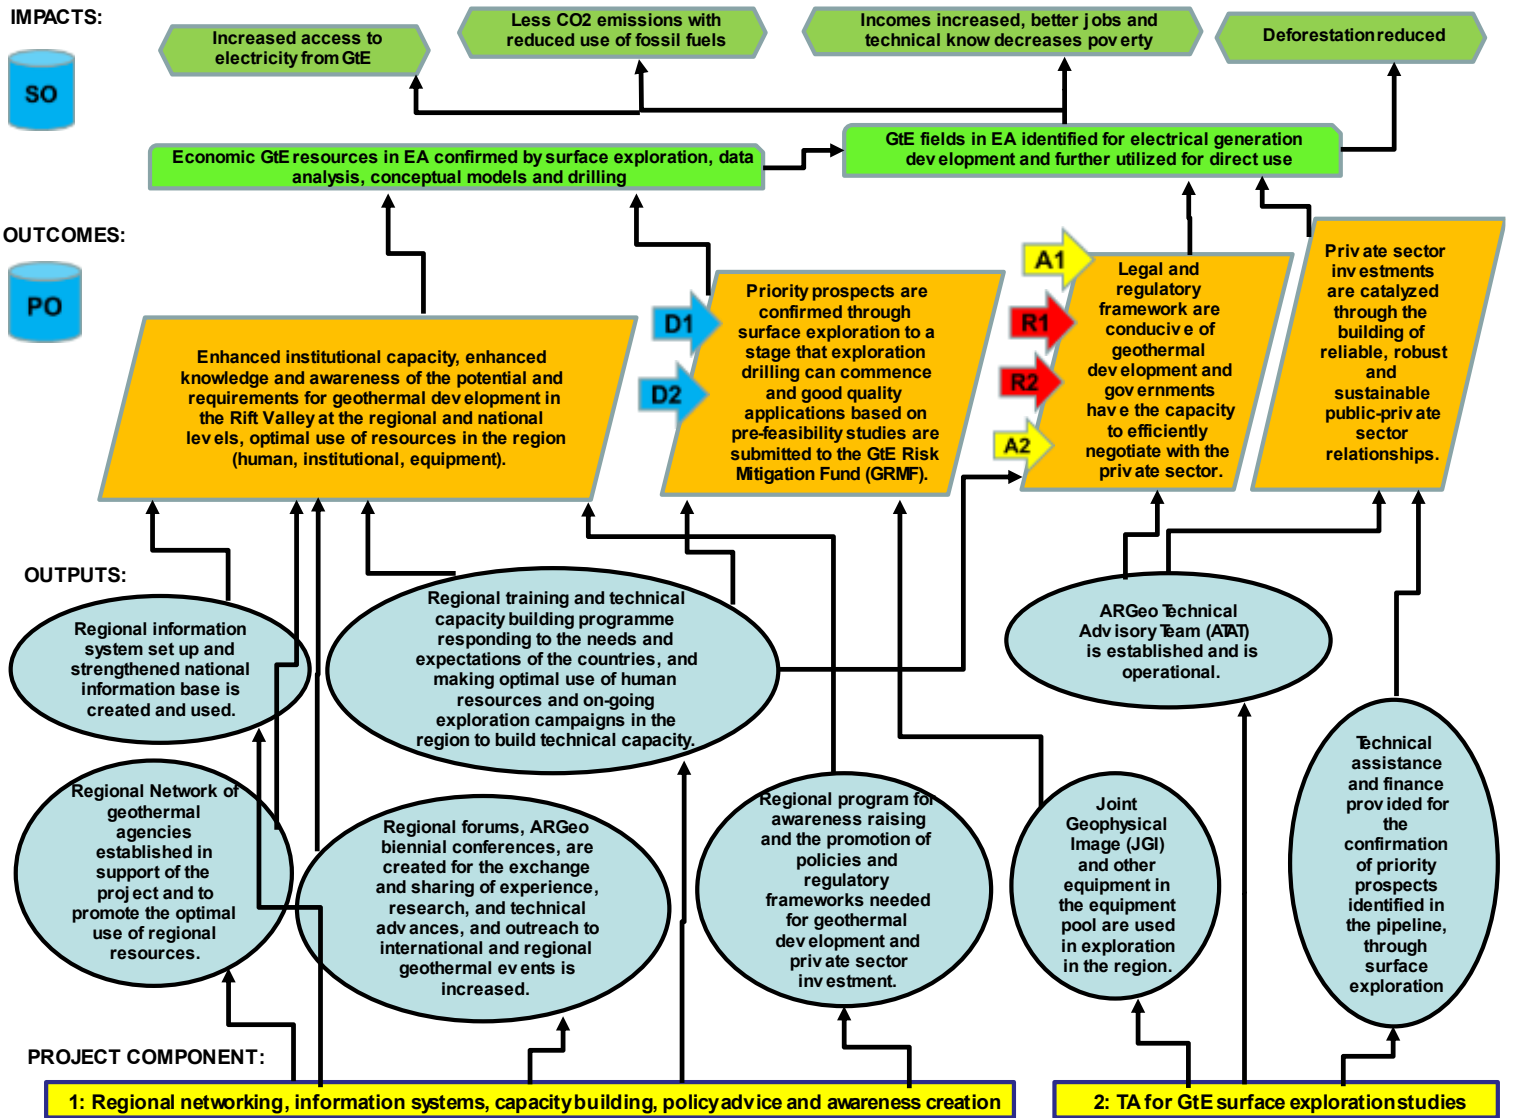 IMPACTS:
Increased access to
electricity from GtE
Less CO2 emissions with
reduced use of fossil fuels
Incomes increased, better jobs and
technical know decreases poverty
Deforestation reduced
SO
Economic GtE resources in EA confirmed by surface exploration, data
analysis, conceptual models and drilling
GtE fields in EA identified for electrical generation
development and further utilized for direct use
OUTCOMES:
PO
Enhanced institutional capacity, enhanced
knowledge and awareness of the potential and
requirements for geothermal development in
the Rift Valley at the regional and national
levels, optimal use of resources in the region
(human, institutional, equipment).
D1
D2
Priority prospects are
confirmed through
surface exploration to a
stage that exploration
drilling can commence
and good quality
applications based on
pre-feasibility studies are
submitted to the GtE Risk
Mitigation Fund (GRMF).
A1
R1
R2
A2
Legal and
regulatory
framework are
conducive of
geothermal
development and
governments
have the capacity
to efficiently
negotiate with the
private sector.
Private sector
investments
are catalyzed
through the
building of
reliable, robust
and
sustainable
public-private
sector
relationships.
OUTPUTS:
Regional information
system set up and
strengthened national
information base is
created and used.
Regional training and technical
capacity building programme
responding to the needs and
expectations of the countries, and
making optimal use of human
resources and on-going
exploration campaigns in the
region to build technical capacity.
ARGeo Technical
Advisory Team (ATAT)
is established and is
operational.
Regional Network of
geothermal
agencies
established in
support of the
project and to
promote the optimal
use of regional
resources.
Regional forums, ARGeo
biennial conferences, are
created for the exchange
and sharing of experience,
research, and technical
advances, and outreach to
international and regional
geothermal events is
increased.
Regional program for
awareness raising
and the promotion of
policies and
regulatory
frameworks needed
for geothermal
development and
private sector
investment.
Joint
Geophysical
Image (JGI)
and other
equipment in
the equipment
pool are used
in exploration
in the region.
Technical
assistance
and finance
provided for
the
confirmation
of priority
prospects
identified in
the pipeline,
through
surface
exploration
PROJECT COMPONENT:
1: Regional networking, information systems, capacity building, policy advice and awareness creation
2: TA for GtE surface exploration studies